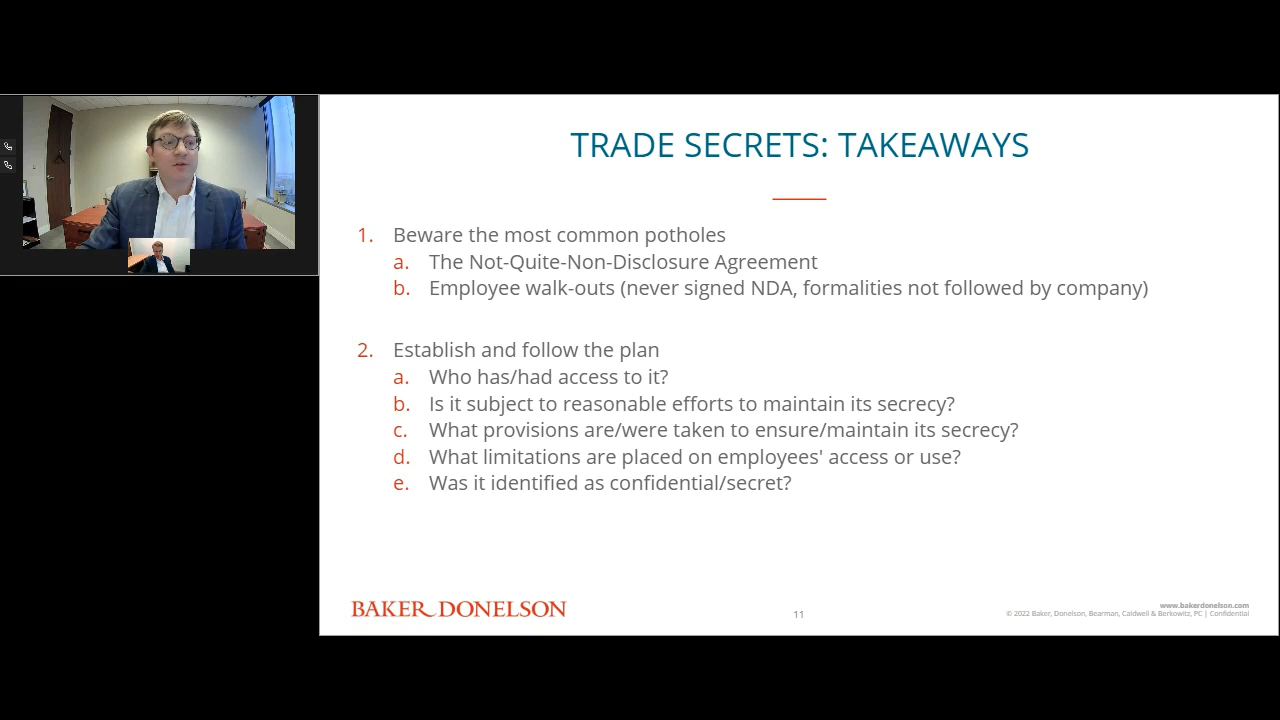 TRADE SECRETS: TAKEAWAYS
1. Beware the most common potholes
a. The Not-Quite-Non-Disclosure Agreement
b. Employee walk-outs (never signed NDA, formalities not followed by company)
2. Establish and follow the plan
a. Who has/had access to it?
b. Is it subject to reasonable efforts to maintain its secrecy?
c. What provisions are/were taken to ensure/maintain its secrecy?
d. What limitations are placed on employees' access or use?
e. Was it identified as confidential/secret?
BAKER DONELSON
11
www.bakerdonelson.com
© 2022 Baker, Donelson, Bearman, Caldwell & Berkowitz, PC | Confidential